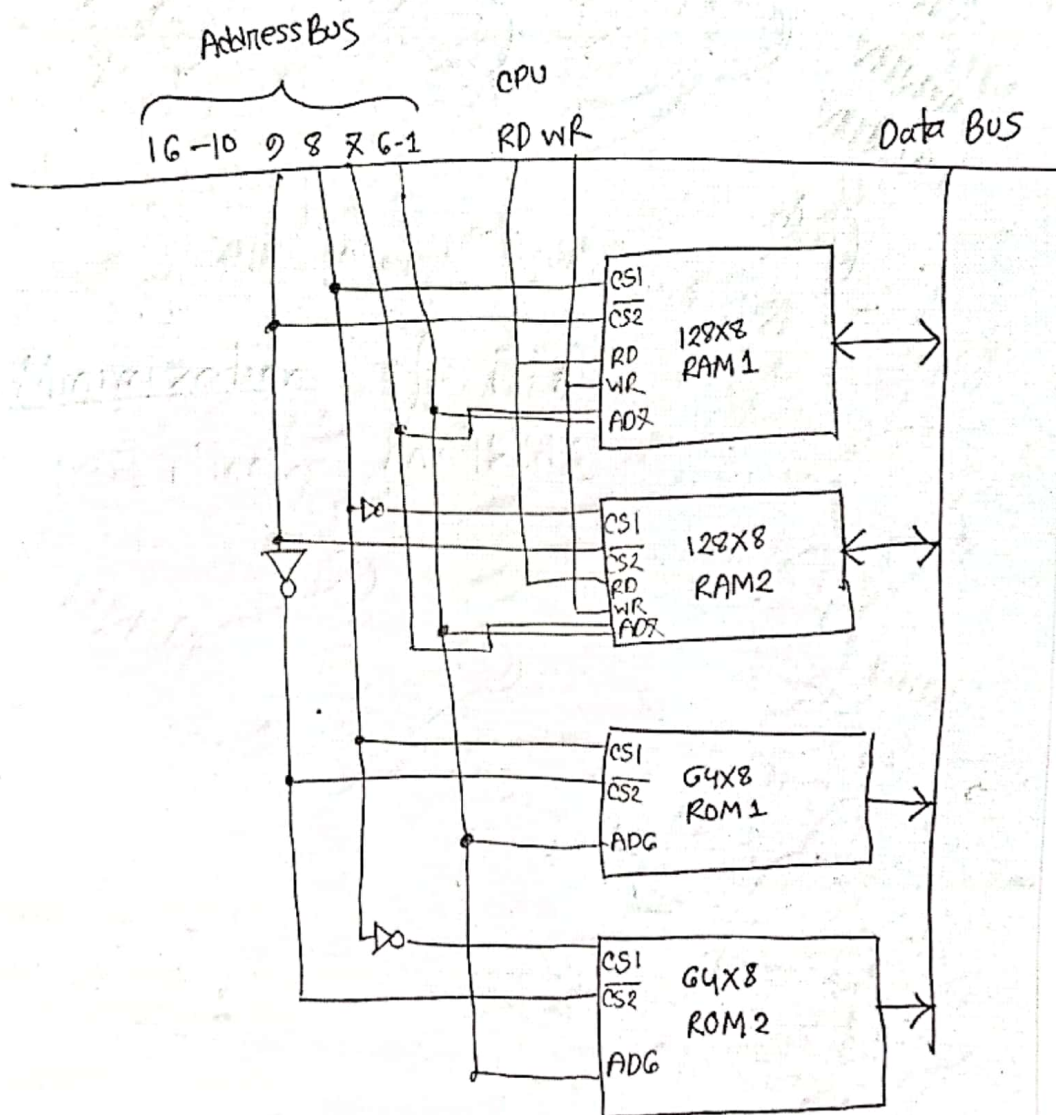 Address Bus
CPU
16-10 9 8 7 6-1 RD WR Data Bus
CS1
CS2
RD
WR
AD7
128X8
RAM1
CS1
CS2
RD
WR
AD7
128X8
RAM2
CS1
CS2
AD6
64X8
ROM1
CS1
CS2
AD6
64X8
ROM2